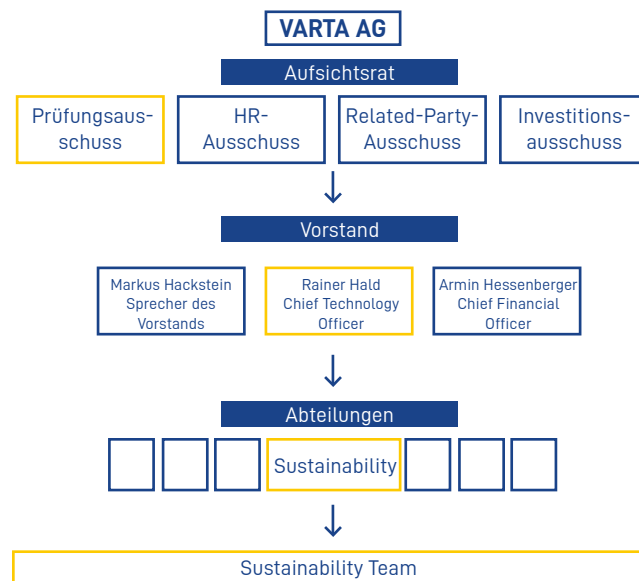 VARTA AG
Aufsichtsrat
Prüfungsaus-
schuss
HR-
Ausschuss
Related-Party-
Ausschuss
Investitions-
ausschuss
Vorstand
Markus Hackstein
Sprecher des
Vorstands
Rainer Hald
Chief Technology
Officer
Armin Hessenberger
Chief Financial
Officer
Abteilungen
Sustainability
Sustainability Team